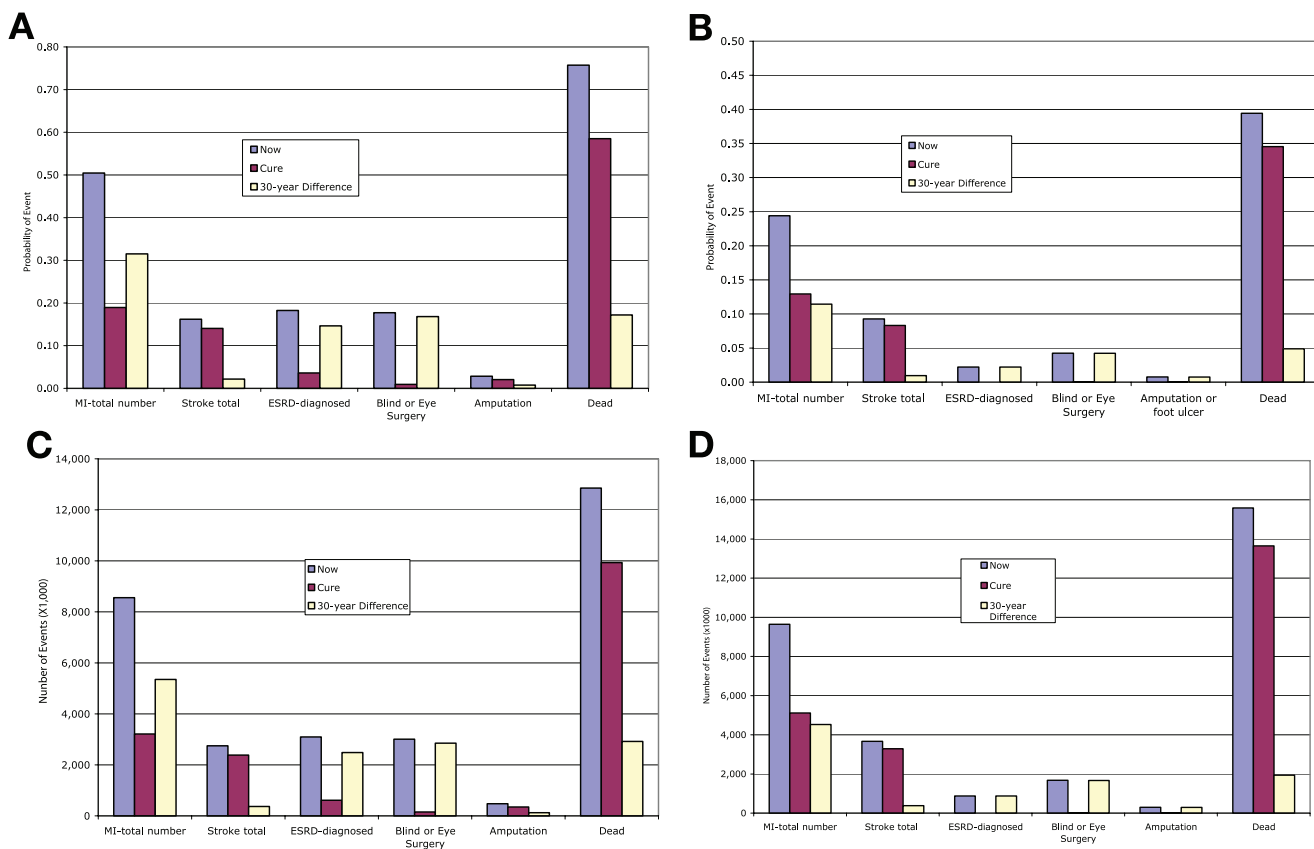 A
0.80
0.70
0.60
0.50
0.40
0.30
0.20
0.10
0.00
Probability of Event
Now
Cure
30-year Difference
MI-total number
Stroke total
ESRD-diagnosed
Blind or Eye
Surgery
Amputation
Dead
B
0.50
0.45
0.40
0.35
0.30
0.25
0.20
0.15
0.10
0.05
0.00
Probability of Event
Now
Cure
30-year Difference
MI-total number
Stroke total
ESRD-diagnosed
Blind or Eye
Surgery
Amputation or
foot ulcer
Dead
C
14,000
12,000
10,000
8,000
6,000
4,000
2,000
0
Nunber of Events (X1,000)
Now
Cure
30-year Difference
MI-total number
Stroke total
ESRD-diagnosed
Blind or Eye
Surgery
Amputation
Dead
D
18,000
16,000
14,000
12,000
10,000
8,000
6,000
4,000
2,000
0
Number of Events (x1000)
Now
Cure
30-year
Difference
MI-total number
Stroke total
ESRD-diagnosed
Blind or Eye
Surgery
Amputation
Dead